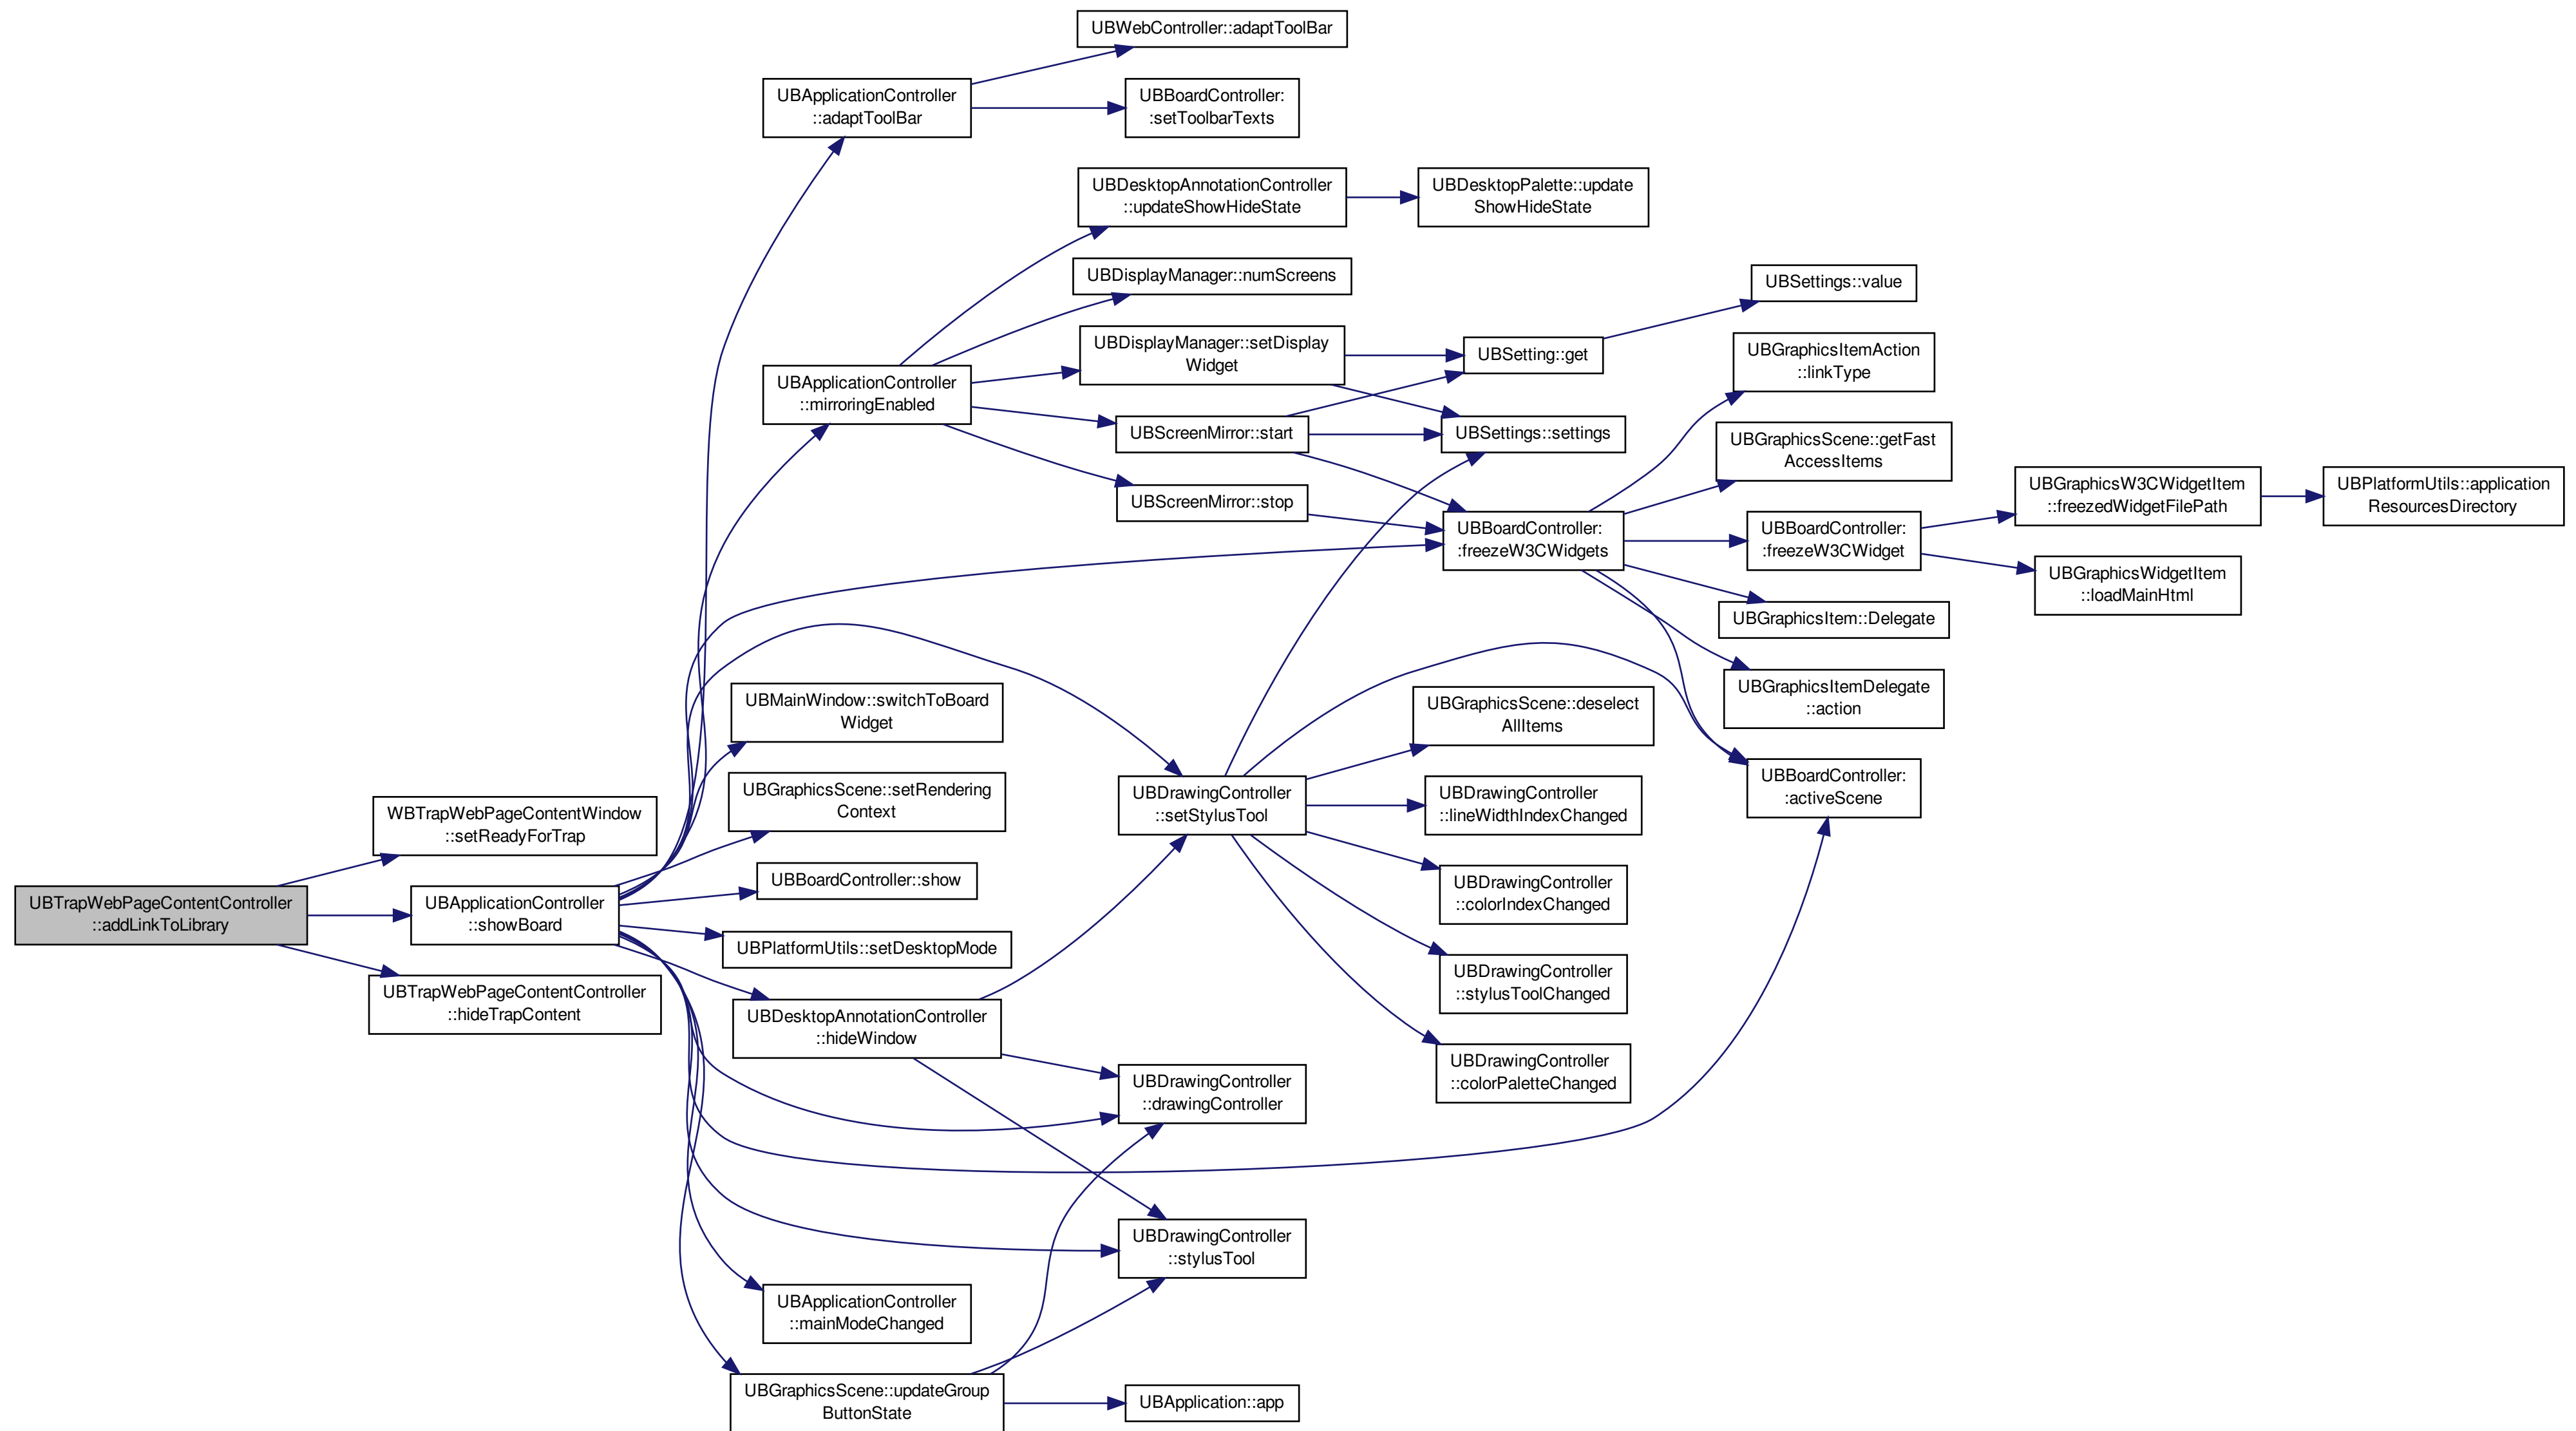 UBWebController::adaptToolBar
UBApplicationController
::adaptToolBar
UBBoardController:
:setToolbarTexts
UBDesktopAnnotationController
::updateShowHideState
UBDesktopPalette::update
ShowHideState
UBDisplayManager::numScreens
UBSettings::value
UBDisplayManager::setDisplay
Widget
UBSetting::get
UBGraphicsItemAction
::linkType
UBApplicationController
::mirroringEnabled
UBScreenMirror::start
UBSettings::settings
UBGraphicsScene::getFast
AccessItems
UBScreenMirror::stop
UBBoardController:
:freezeW3CWidgets
UBBoardController:
:freezeW3CWidget
UBGraphicsW3CWidgetItem
::freezedWidgetFilePath
UBPlatformUtils::application
ResourcesDirectory
UBGraphicsWidgetItem
::loadMainHtml
UBGraphicsItem::Delegate
UBGraphicsItemDelegate
::action
UBMainWindow::switchToBoard
Widget
UBGraphicsScene::deselect
AllItems
UBGraphicsScene::setRendering
Context
UBDrawingController
::setStylusTool
UBDrawingController
::lineWidthIndexChanged
UBBoardController:
:activeScene
WBTrapWebPageContentWindow
::setReadyForTrap
UBBoardController::show
UBDrawingController
::colorIndexChanged
UBTrapWebPageContentController
::addLinkToLibrary
UBApplicationController
::showBoard
UBPlatformUtils::setDesktopMode
UBDrawingController
::stylusToolChanged
UBTrapWebPageContentController
::hideTrapContent
UBDesktopAnnotationController
::hideWindow
UBDrawingController
::colorPaletteChanged
UBDrawingController
::drawingController
UBDrawingController
::stylusTool
UBApplicationController
::mainModeChanged
UBGraphicsScene::updateGroup
ButtonState
UBApplication::app